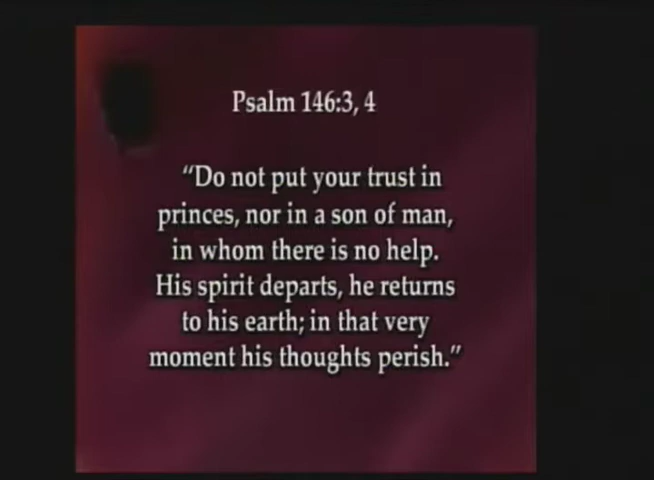 Psalm 146:3, 4
“Do not put your trust in
princes, nor in a son of man,
in whom there is no help.
His spirit departs, he returns
to his earth; in that very
moment his thoughts perish.”